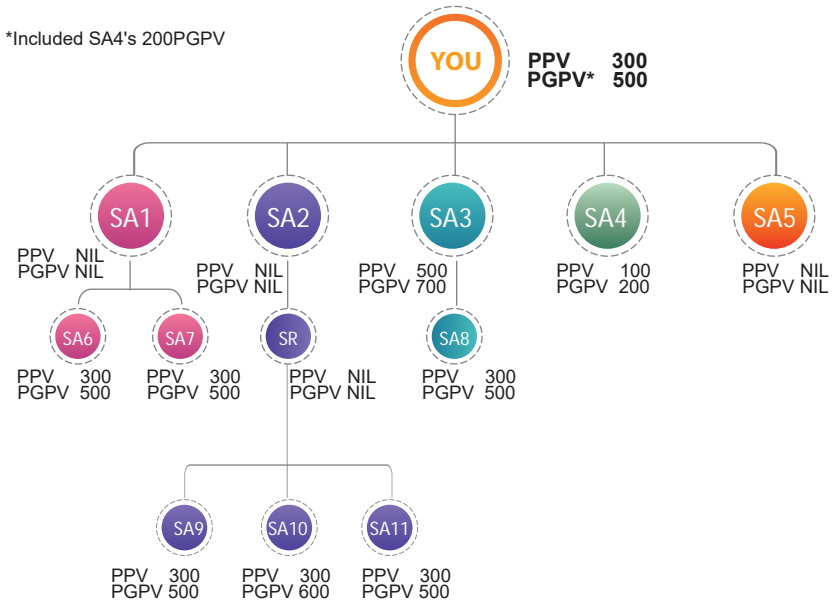 *Included SA4's 200PGPV
YOU
PPV 300
PGPV* 500
SA1
SA2
SA3
SA4
SA5
PPV NIL
PGPV NIL
PPV NIL
PGPV NIL
PPV 500
PGPV 700
PPV 100
PGPV 200
PPV NIL
PGPV NIL
SA6
SA7
SR
SA8
PPV 300
PGPV 500
PPV 300
PGPV 500
PPV NIL
PGPV NIL
PPV 300
PGPV 500
SA9
SA10
SA11
PPV 300
PGPV 500
PPV 300
PGPV 600
PPV 300
PGPV 500